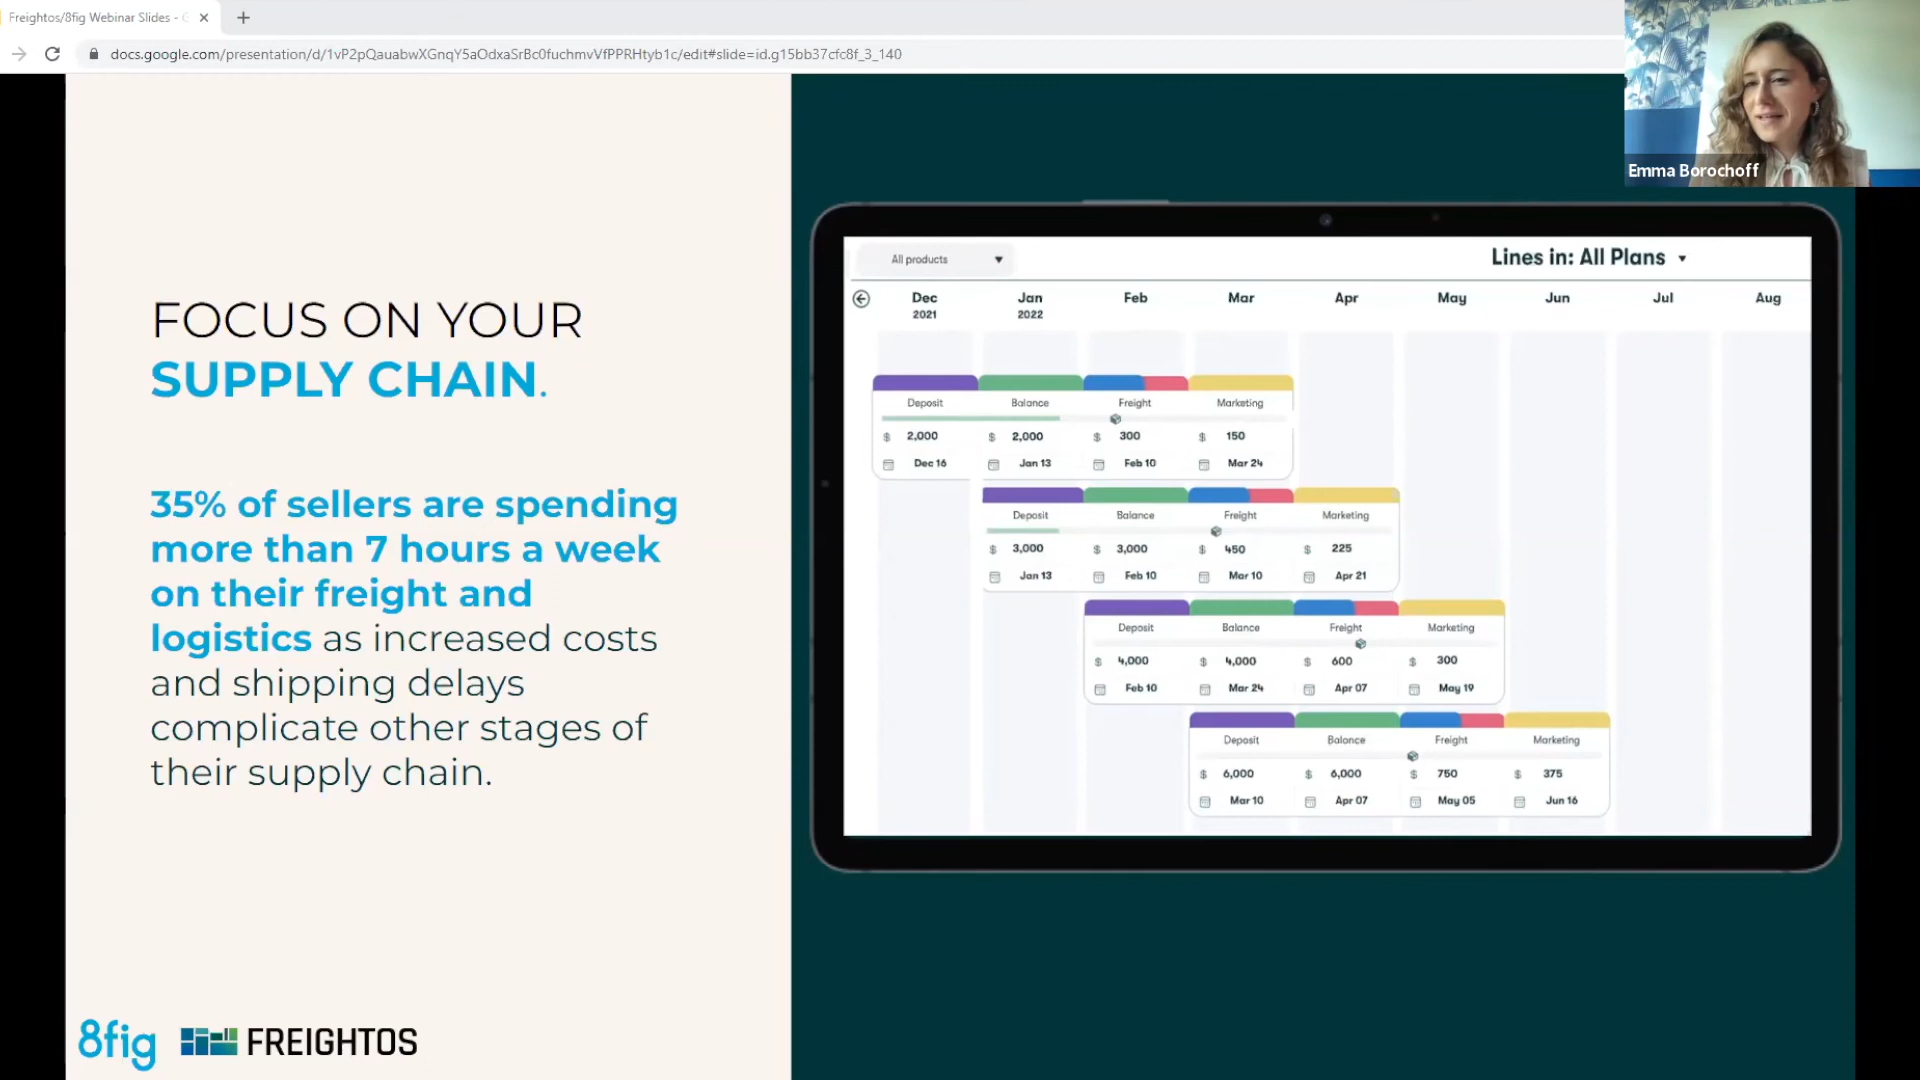 Freightos/8fig Webinar Slides - G
docs.google.com/presentation/d/1vP2pQauabwXGnqY5aOdxaSrBc0fuchmvVfPPRHtyb1c/edit#slide=id.g15bb37cfc8f_3_140
Emma Borochoff
FOCUS ON YOUR
SUPPLY CHAIN.
35% of sellers are spending
more than 7 hours a week
on their freight and
logistics as increased costs
and shipping delays
complicate other stages of
their supply chain.
8fig FREIGHTOS
All products Lines in: All Plans
Dec Jan Feb Mar Apr May Jun Jul Aug
2021 2022
Deposit Balance Freight Marketing
$ 2,000 $ 2,000 $ 300 $ 150
Dec 16 Jan 13 Feb 10 Mar 24
Deposit Balance Freight Marketing
$ 3,000 $ 3,000 $ 450 $ 225
Jan 13 Feb 10 Mar 10 Apr 21
Deposit Balance Freight Marketing
$ 4,000 $ 4,000 $ 600 $ 300
Feb 10 Mar 24 Apr 07 May 19
Deposit Balance Freight Marketing
$ 6,000 $ 6,000 $ 750 $ 375
Mar 10 Apr 07 May 05 Jun 16